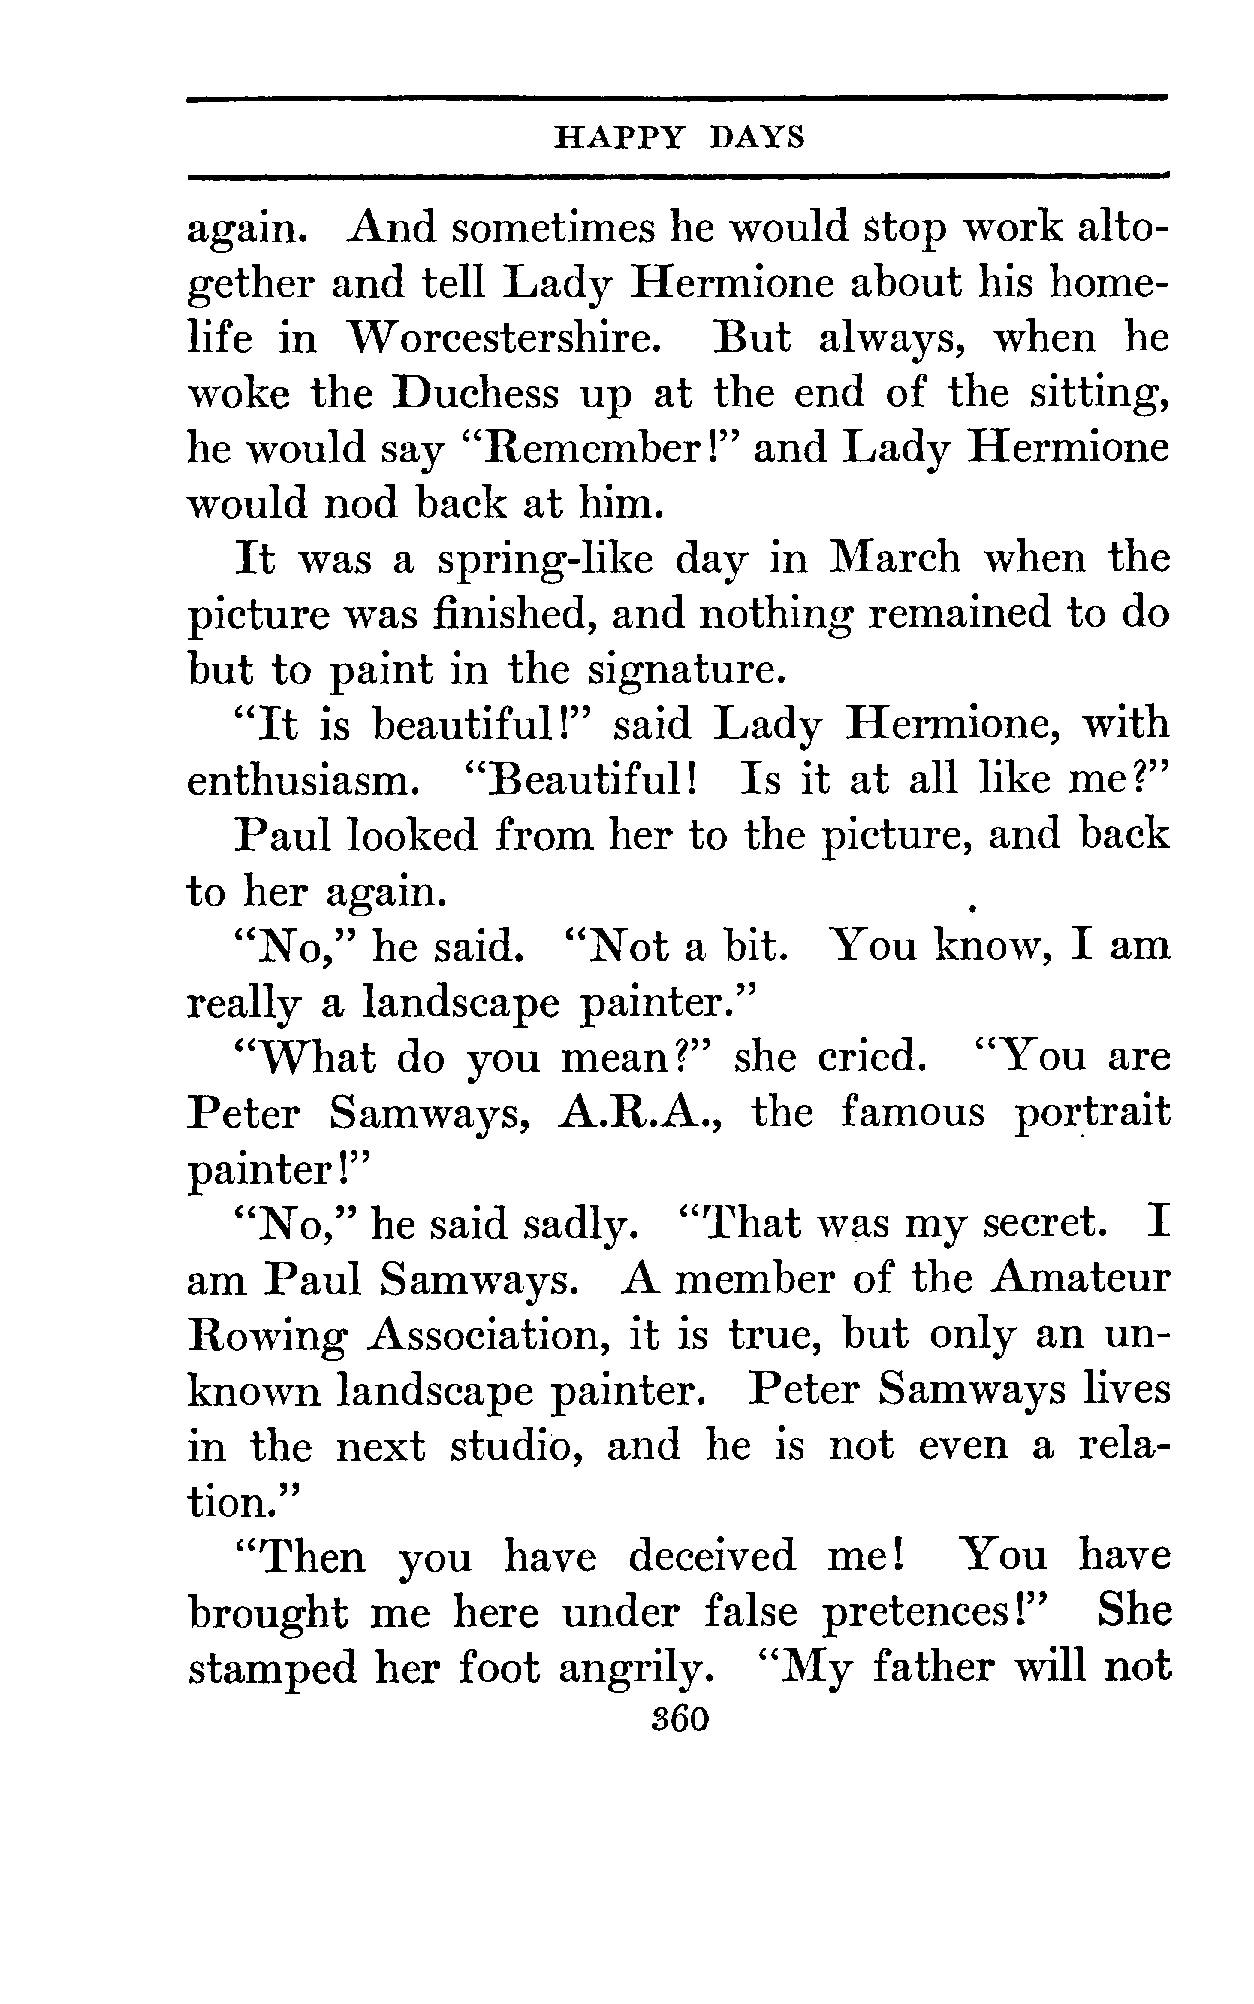 HAPPY DAYS
again. And sometimes he would stop work alto-
gether and tell Lady Hermione about his home-
life in Worcestershire. But always, when he
woke the Duchess up at the end of the sitting,
he would say “Remember!” and Lady Hermione
would nod back at him.
It was a spring-like day in March when the
picture was finished, and nothing remained to do
but to paint in the signature.
“It is beautiful!” said Lady Hermione, with
enthusiasm. “Beautiful! Is it at all like me?”
Paul looked from her to the picture, and back
to her again.
“No,” he said. “Not a bit. You know, I am
really a landscape painter.”
“What do you mean?” she cried. “You are
Peter Samways, A.R.A., the famous portrait
painter!”
“No,” he said sadly. “That was my secret. I
am Paul Samways. A member of the Amateur
Rowing Association, it is true, but only an un-
known landscape painter. Peter Samways lives
in the next studio, and he is not even a rela-
tion.”
“Then you have deceived me! You have
brought me here under false pretences!” She
stamped her foot angrily. “My father will not
360